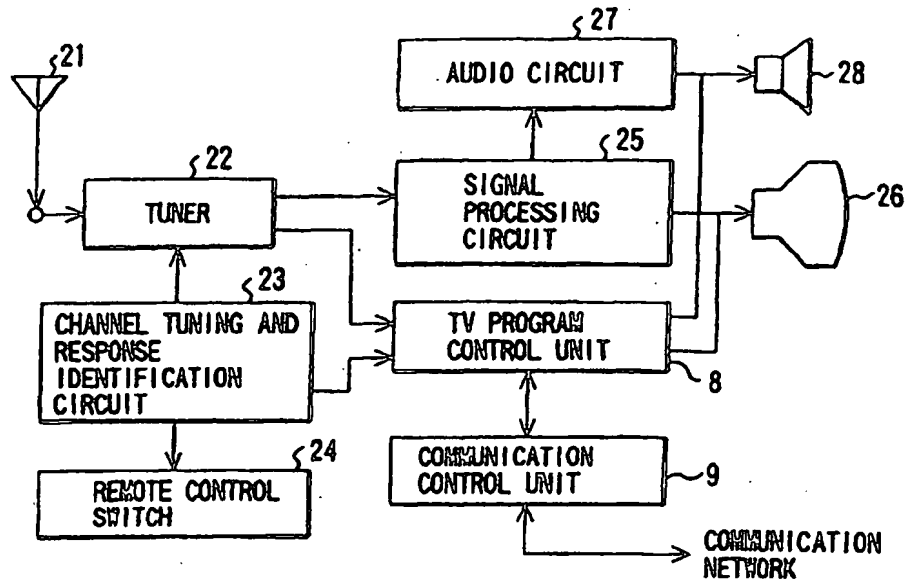 21
27
AUDIO CIRCUIT
28
22
TUNER
25
SIGNAL
PROCESSING
CIRCUIT
26
23
CHANNEL TUNING AND
RESPONSE
IDENTIFICATION
CIRCUIT
TV PROGRAM
CONTROL UNIT
8
24
REMOTE CONTROL
SWITCH
COMMUNICATION
CONTROL UNIT
9
COMMUNICATION
NETWORK